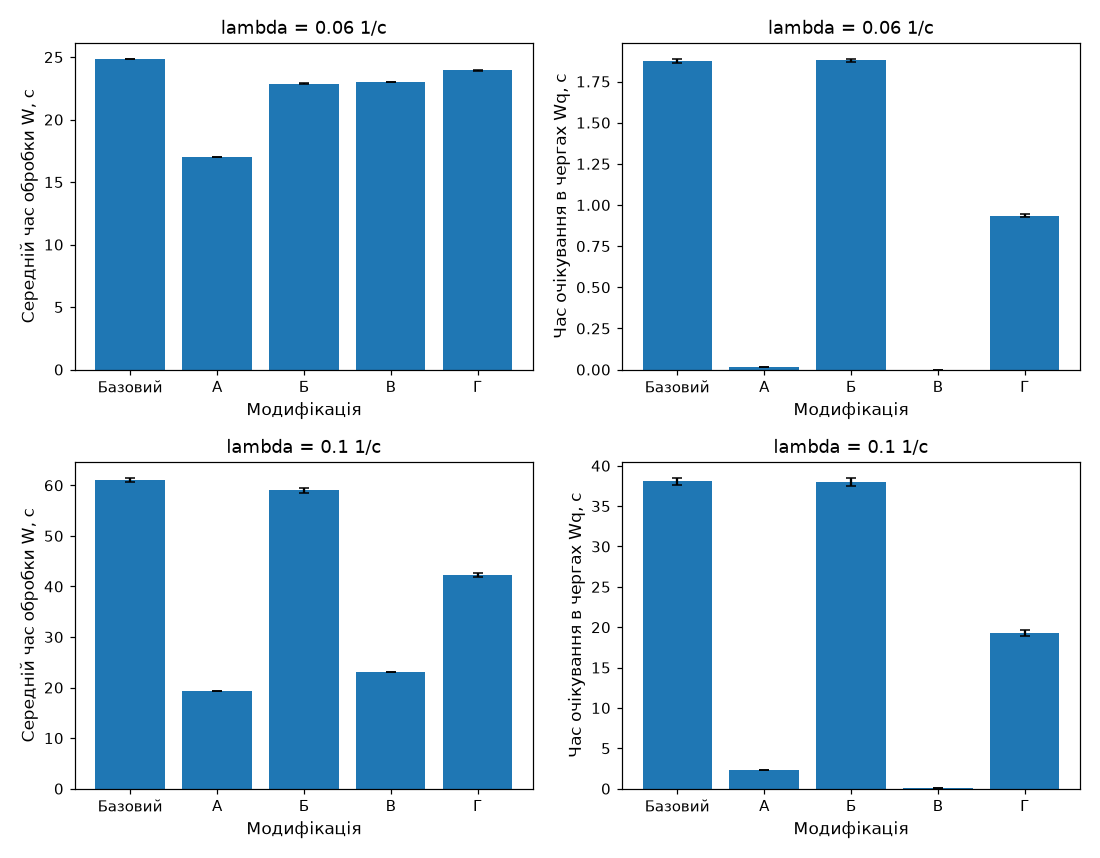 lambda = 0.06 1/с
Середній час обробки W, с
25
20
15
10
5
0
Базовий А Б В Г
Модифікація
lambda = 0.06 1/с
Час очікування в чергах Wq, с
1.75
1.50
1.25
1.00
0.75
0.50
0.25
0.00
Базовий А Б В Г
Модифікація
lambda = 0.1 1/с
Середній час обробки W, с
60
50
40
30
20
10
0
Базовий А Б В Г
Модифікація
lambda = 0.1 1/с
Час очікування в чергах Wq, с
40
35
30
25
20
15
10
5
0
Базовий А Б В Г
Модифікація